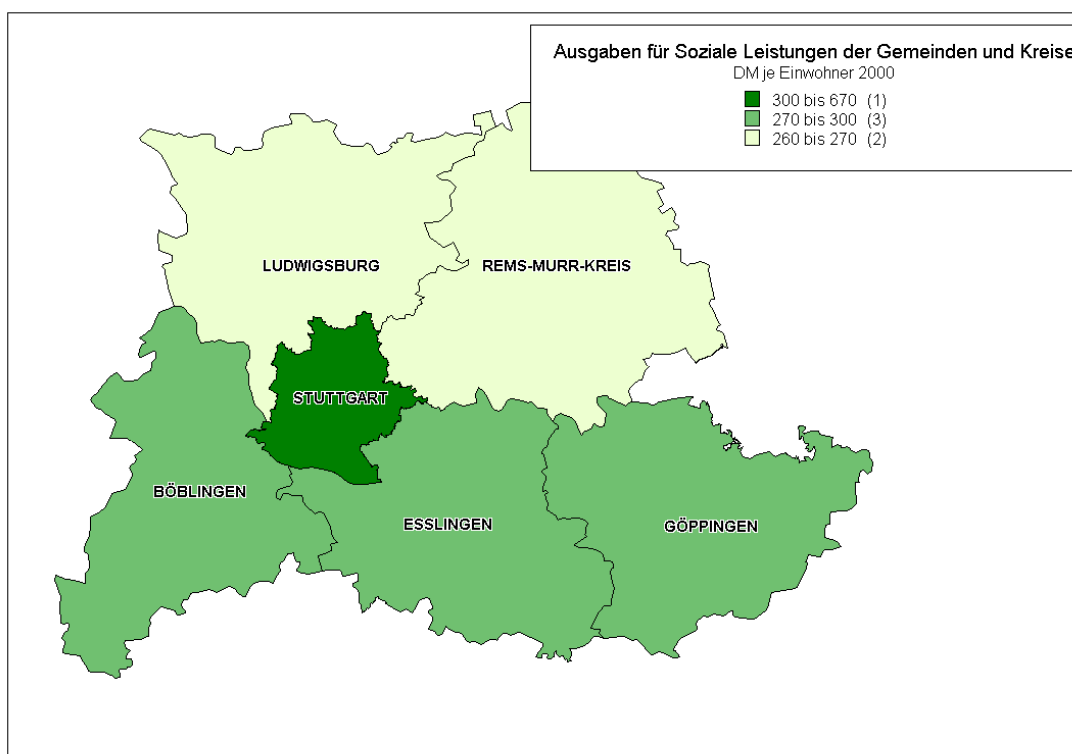 Ausgaben für Soziale Leistungen der Gemeinden und Kreise
DM je Einwohner 2000
300 bis 670 (1)
270 bis 300 (3)
260 bis 270 (2)
LUDWIGSBURG
REMS-MURR-KREIS
STUTTGART
BÖBLINGEN
ESSLINGEN
GÖPPINGEN